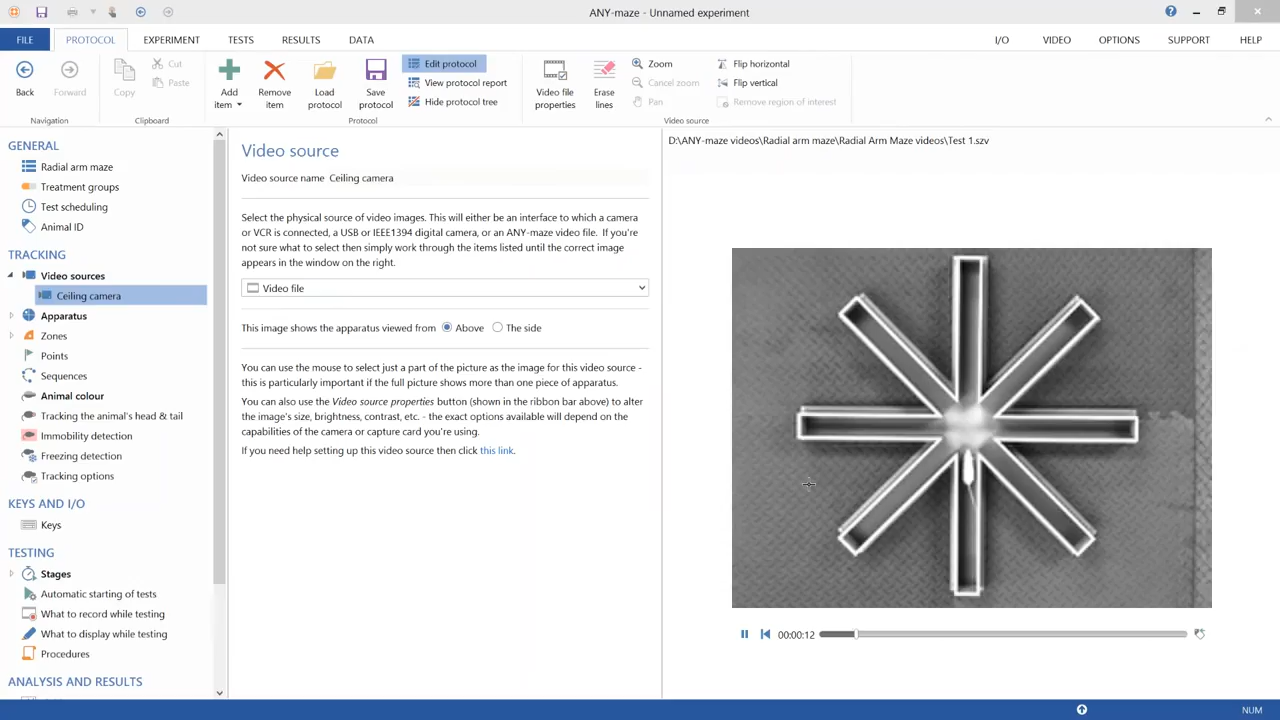 ANY-maze - Unnamed experiment
FILE PROTOCOL EXPERIMENT TESTS RESULTS DATA I/O VIDEO OPTIONS SUPPORT HELP
Back
Forward
Navigation
Copy
Cut
Paste
Clipboard
Add item
Remove item
Load protocol
Save protocol
Edit protocol
View protocol report
Hide protocol tree
Protocol
Video file properties
Erase lines
Zoom
Cancel zoom
Pan
Flip horizontal
Flip vertical
Remove region of interest
Video source
GENERAL
Radial arm maze
Treatment groups
Test scheduling
Animal ID
TRACKING
Video sources
Ceiling camera
Apparatus
Zones
Points
Sequences
Animal colour
Tracking the animal's head & tail
Immobility detection
Freezing detection
Tracking options
KEYS AND I/O
Keys
TESTING
Stages
Automatic starting of tests
What to record while testing
What to display while testing
Procedures
ANALYSIS AND RESULTS
Video source
Video source name Ceiling camera
Select the physical source of video images. This will either be an interface to which a camera
or VCR is connected, a USB or IEEE1394 digital camera, or an ANY-maze video file. If you're
not sure what to select then simply work through the items listed until the correct image
appears in the window on the right.
Video file
This image shows the apparatus viewed from Above The side
You can use the mouse to select just a part of the picture as the image for this video source -
this is particularly important if the full picture shows more than one piece of apparatus.
You can also use the Video source properties button (shown in the ribbon bar above) to alter
the image's size, brightness, contrast, etc. - the exact options available will depend on the
capabilities of the camera or capture card you're using.
If you need help setting up this video source then click this link.
D:\ANY-maze videos\Radial arm maze\Radial Arm Maze videos\Test 1.szv
00:00:12
NUM